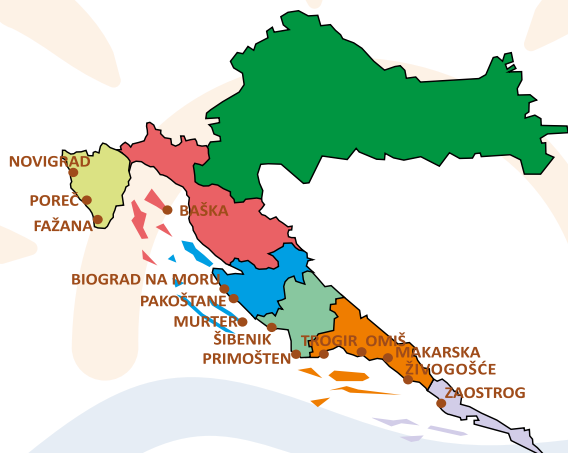 NOVIGRAD
POREČ
FAŽANA
BAŠKA
BIOGRAD NA MORU
PAKOŠTANE
MURTER
ŠIBENIK
PRIMOŠTEN
TROGIR
OMIŠ
MAKARSKA
ŽIVOGOŠĆE
ZAOSTROG